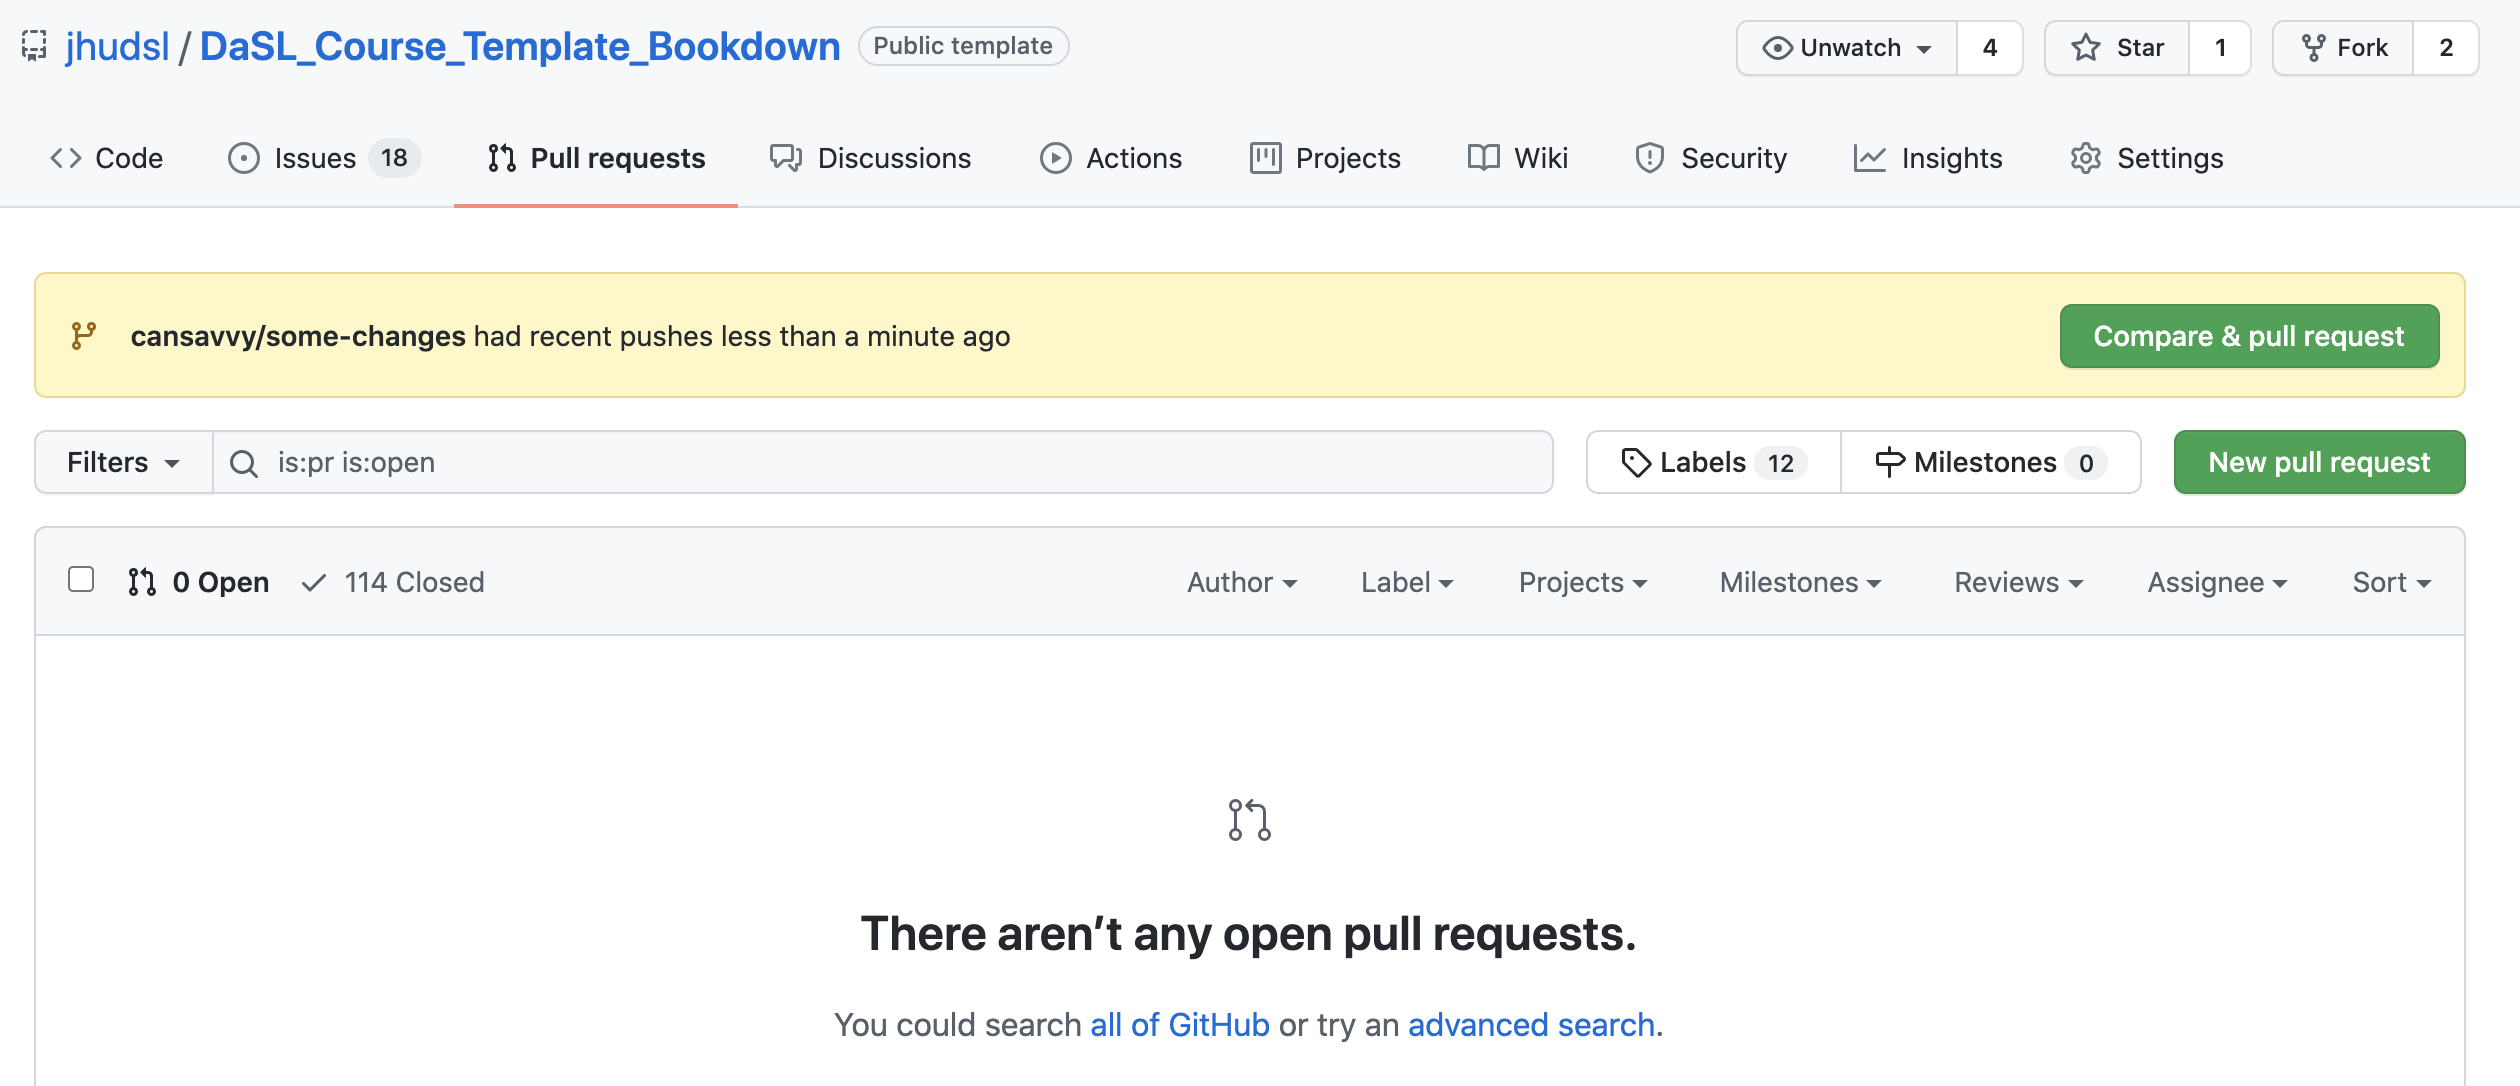 jhudsl / DaSL_Course_Template_Bookdown Public template Unwatch 4 Star 1 Fork 2
Code Issues 18 Pull requests Discussions Actions Projects Wiki Security Insights Settings
cansavvy/some-changes had recent pushes less than a minute ago Compare & pull request
Filters is:pr is:open Labels 12 Milestones 0 New pull request
0 Open 114 Closed Author Label Projects Milestones Reviews Assignee Sort
There aren’t any open pull requests.
You could search all of GitHub or try an advanced search.